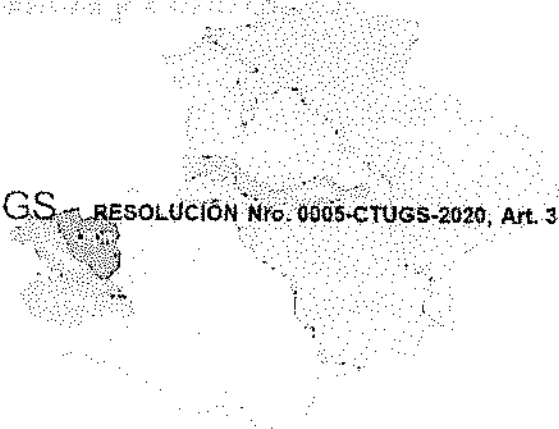 GS – RESOLUCIÓN Nro. 0005-CTUGS-2020, Art. 3